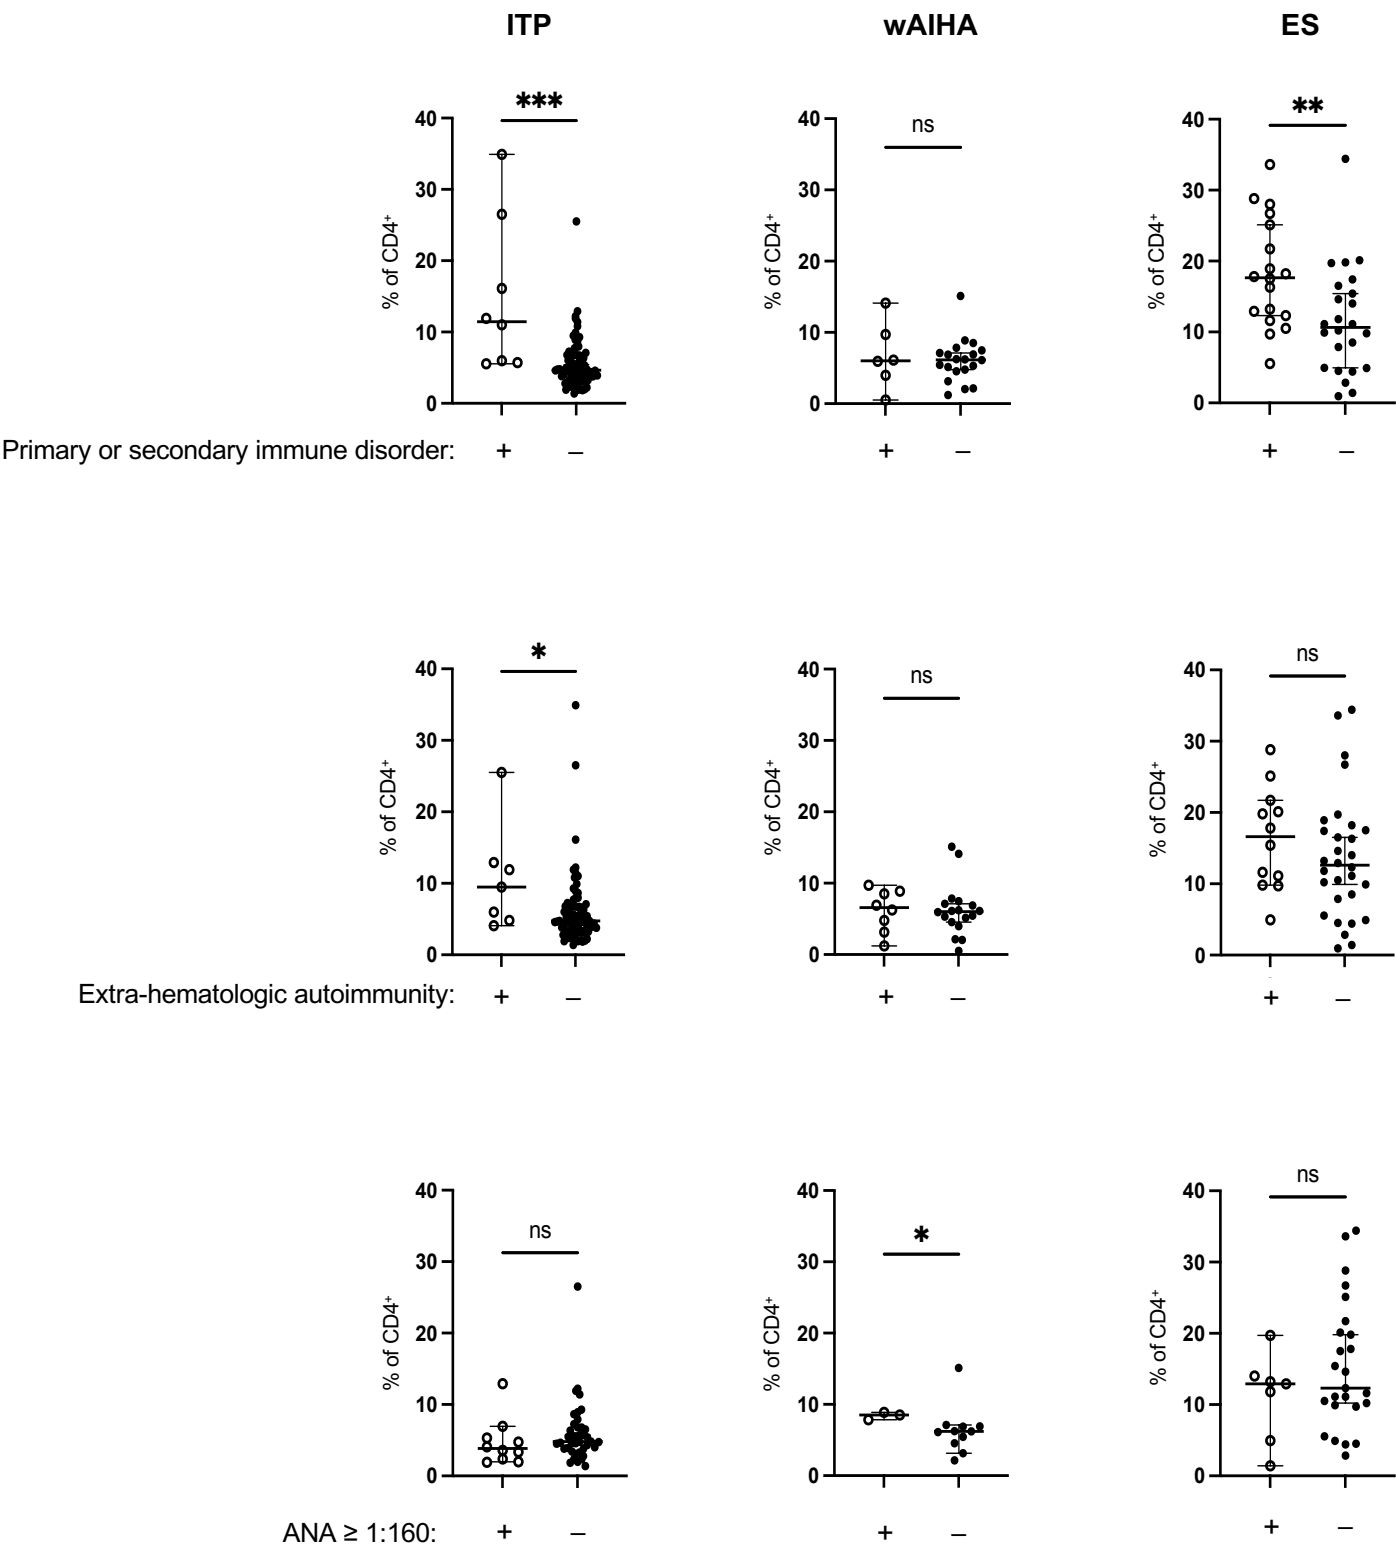 ITP wAIHA ES
*** ns **
40 40 40
30 30 30
% of CD4⁺ % of CD4⁺ % of CD4⁺
20 20 20
10 10 10
0 0 0
Primary or secondary immune disorder: + – + – + –
* ns ns
40 40 40
30 30 30
% of CD4⁺ % of CD4⁺ % of CD4⁺
20 20 20
10 10 10
0 0 0
Extra-hematologic autoimmunity: + – + – + –
ns * ns
40 40 40
30 30 30
% of CD4⁺ % of CD4⁺ % of CD4⁺
20 20 20
10 10 10
0 0 0
ANA ≥ 1:160: + – + – + –